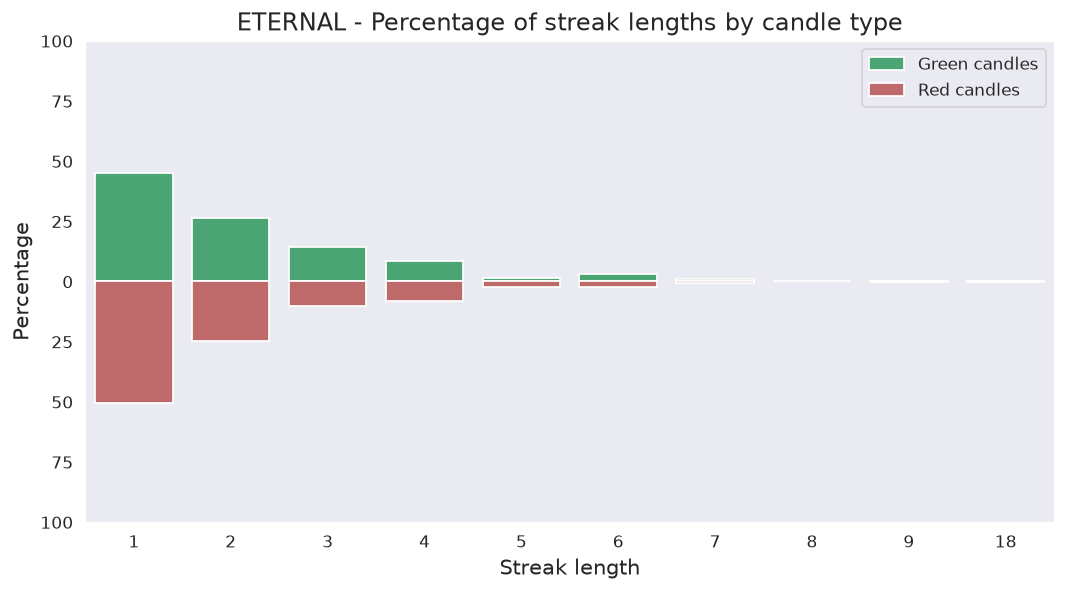 ETERNAL - Percentage of streak lengths by candle type
Green candles
Red candles
Percentage
100
75
50
25
0
25
50
75
100
1 2 3 4 5 6 7 8 9 18
Streak length